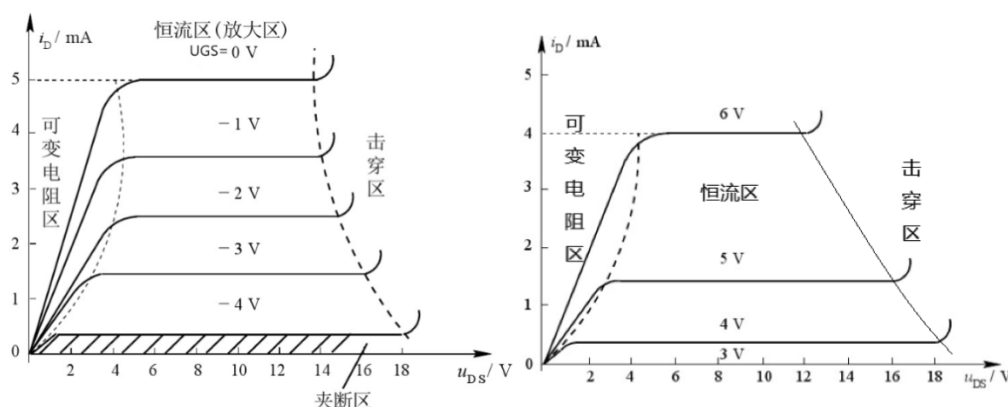 i_D / mA
恒流区(放大区)
UGS= 0 V
5
4
3
2
1
0
可变电阻区
－1 V
－2 V
－3 V
－4 V
击穿区
2 4 6 8 10 12 14 16 18
u_DS / V
夹断区
i_D / mA
5
4
3
2
1
0
可变电阻区
6 V
恒流区
5 V
4 V
3 V
击穿区
2 4 6 8 10 12 14 16 18
u_DS / V